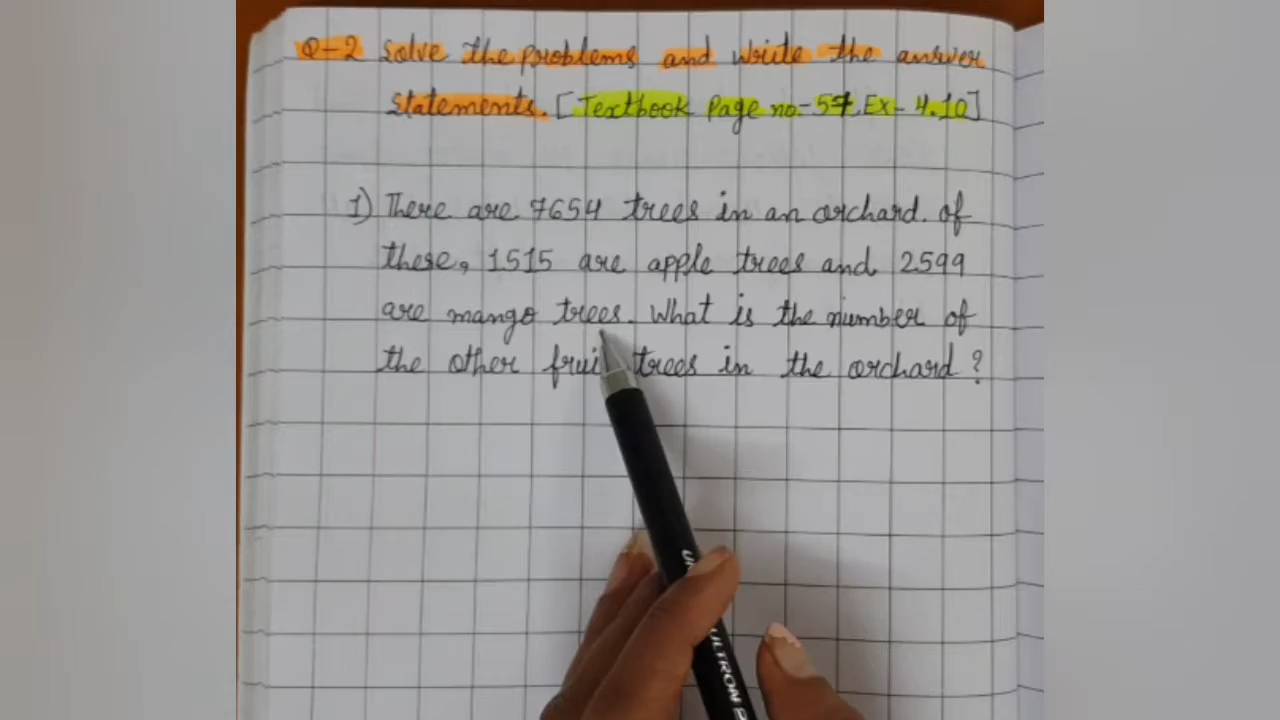 Q-2 Solve the problems and write the answer
statements. [Textbook Page no-57, Ex- 4.10]
1) There are 7654 trees in an orchard. of
these, 1515 are apple trees and 2599
are mango trees. What is the number of
the other fruit trees in the orchard?
ULTRON